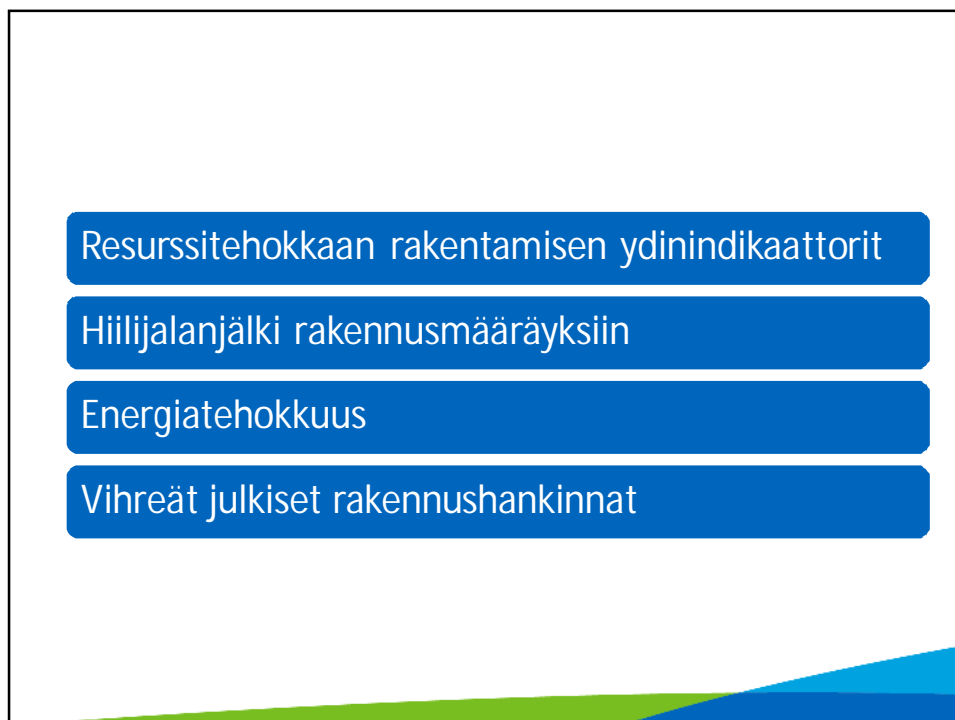 Resurssitehokkaan rakentamisen ydinindikaattorit
Hiilijalanjälki rakennusmääräyksiin
Energiatehokkuus
Vihreät julkiset rakennushankinnat